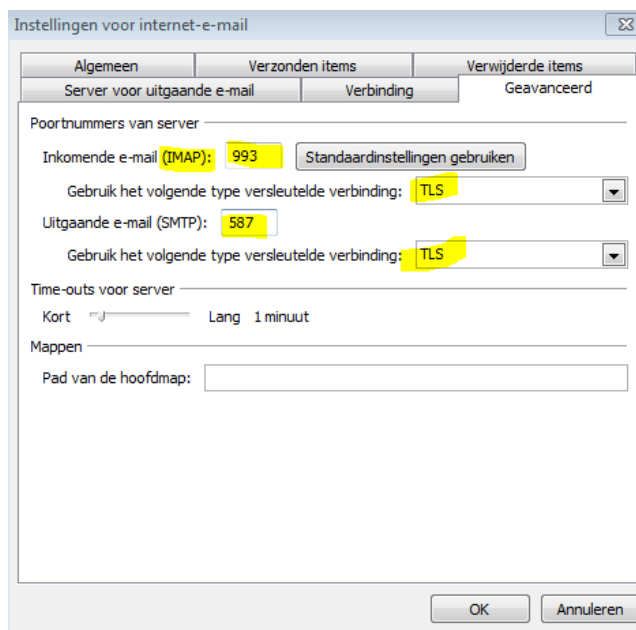 Instellingen voor internet-e-mail
Algemeen Verzonden items Verwijderde items
Server voor uitgaande e-mail Verbinding Geavanceerd
Poortnummers van server
Inkomende e-mail (IMAP): 993 Standaardinstellingen gebruiken
Gebruik het volgende type versleutelde verbinding: TLS
Uitgaande e-mail (SMTP): 587
Gebruik het volgende type versleutelde verbinding: TLS
Time-outs voor server
Kort Lang 1 minuut
Mappen
Pad van de hoofdmap:
OK Annuleren